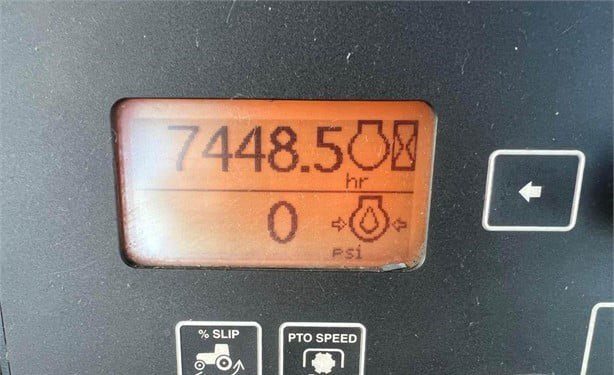 7448.5
hr
0
psi
% SLIP
PTO SPEED